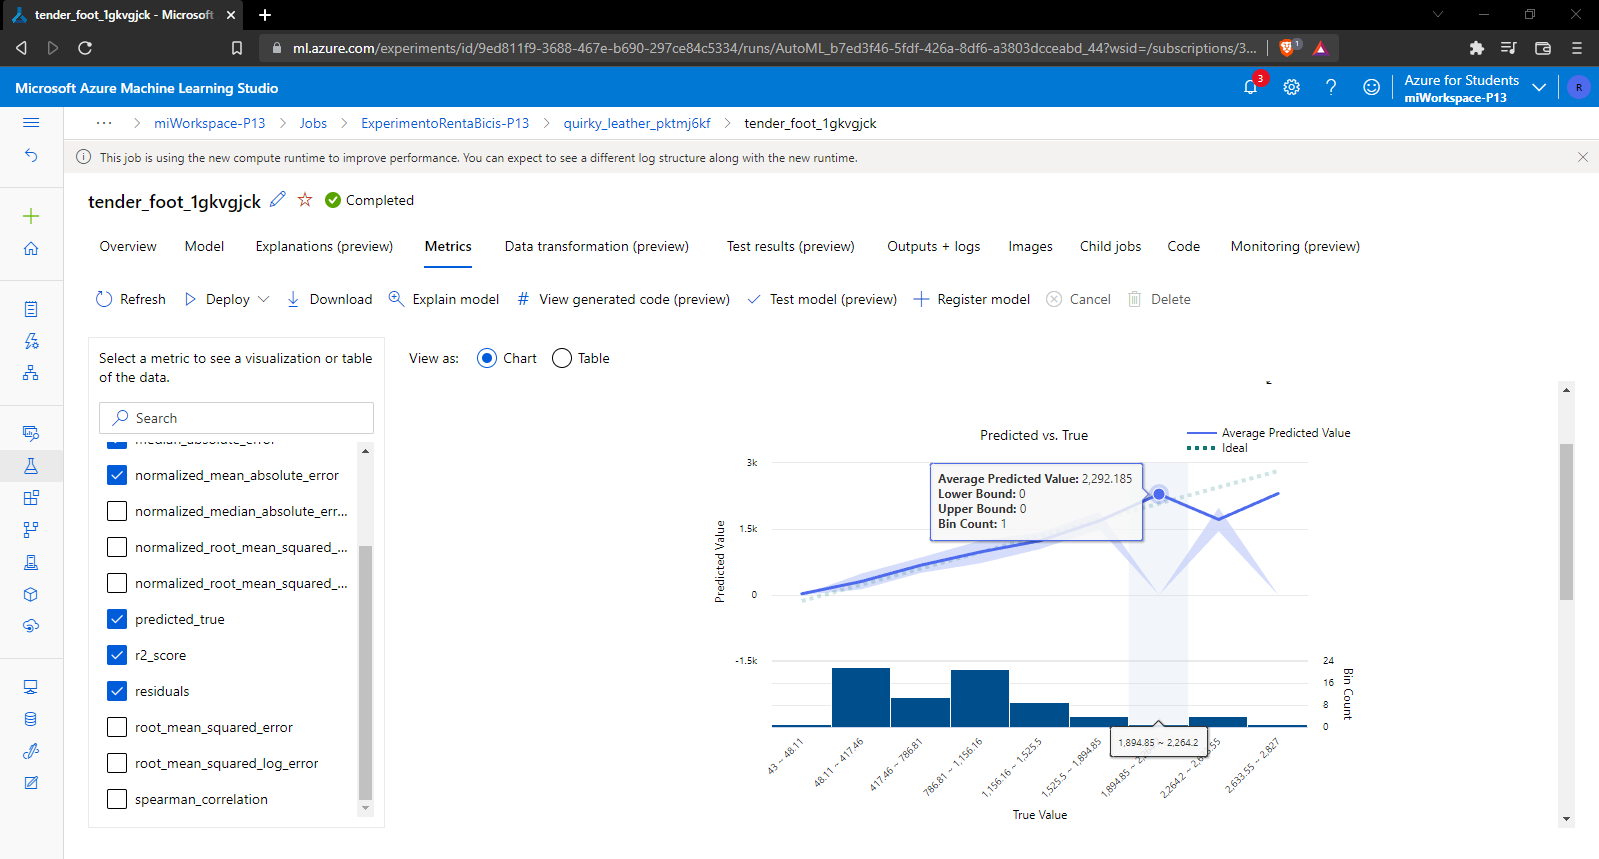 tender_foot_1gkvgjck - Microsoft
ml.azure.com/experiments/id/9ed811f9-3688-467e-b690-297ce84c5334/runs/AutoML_b7ed3f46-5fdf-426a-8df6-a3803dcceabd_44?wsid=/subscriptions/3...
1
Microsoft Azure Machine Learning Studio
3
Azure for Students
miWorkspace-P13
R
... miWorkspace-P13 Jobs ExperimentoRentaBicis-P13 quirky_leather_pktmj6kf tender_foot_1gkvgjck
This job is using the new compute runtime to improve performance. You can expect to see a different log structure along with the new runtime.
tender_foot_1gkvgjck Completed
Overview Model Explanations (preview) Metrics Data transformation (preview) Test results (preview) Outputs + logs Images Child jobs Code Monitoring (preview)
Refresh Deploy Download Explain model View generated code (preview) Test model (preview) Register model Cancel Delete
Select a metric to see a visualization or table
of the data.
Search
median_absolute_error
normalized_mean_absolute_error
normalized_median_absolute_err...
normalized_root_mean_squared_...
normalized_root_mean_squared_...
predicted_true
r2_score
residuals
root_mean_squared_error
root_mean_squared_log_error
spearman_correlation
View as: Chart Table
Predicted vs. True
Average Predicted Value
Ideal
Average Predicted Value: 2,292.185
Lower Bound: 0
Upper Bound: 0
Bin Count: 1
Predicted Value
3k
1.5k
0
-1.5k
24
16
8
0
Bin Count
43 ~ 48.11
48.11 ~ 417.46
417.46 ~ 786.81
786.81 ~ 1,156.16
1,156.16 ~ 1,525.5
1,525.5 ~ 1,894.85
1,894.85 ~ 2,264.2
2,633.55 ~ 2,827
True Value